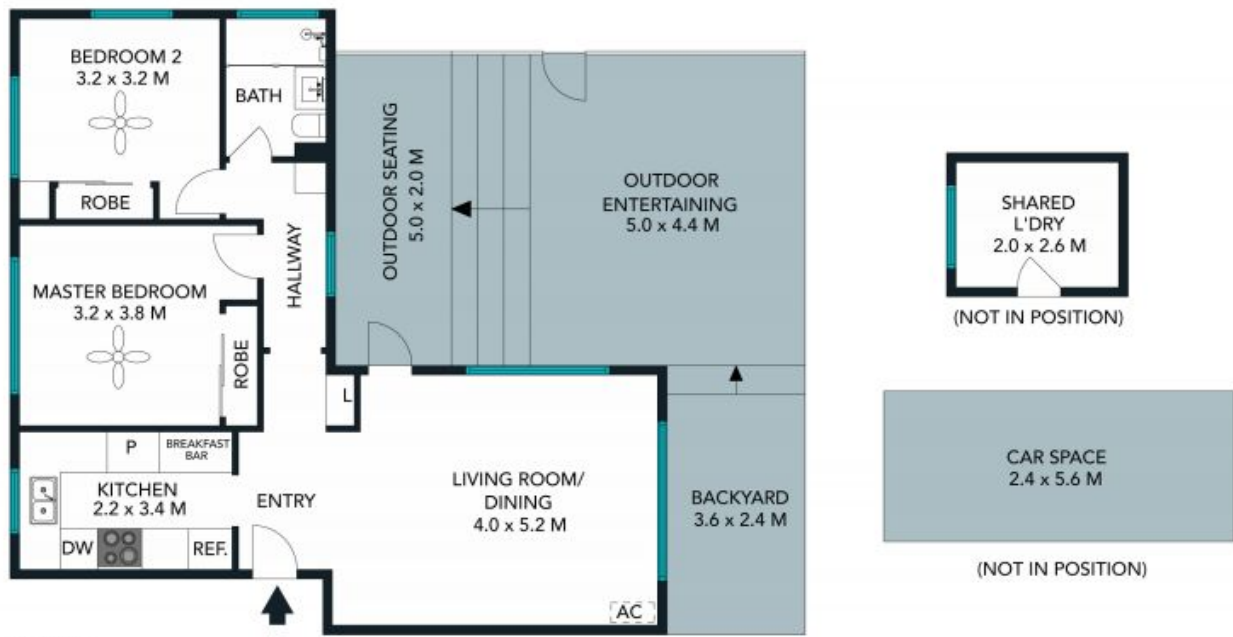 BEDROOM 2
3.2 x 3.2 M
BATH
ROBE
OUTDOOR SEATING
5.0 x 2.0 M
OUTDOOR
ENTERTAINING
5.0 x 4.4 M
SHARED
L'DRY
2.0 x 2.6 M
(NOT IN POSITION)
HALLWAY
MASTER BEDROOM
3.2 x 3.8 M
ROBE
L
P
BREAKFAST
BAR
KITCHEN
2.2 x 3.4 M
DW
REF.
ENTRY
LIVING ROOM/
DINING
4.0 x 5.2 M
AC
BACKYARD
3.6 x 2.4 M
CAR SPACE
2.4 x 5.6 M
(NOT IN POSITION)